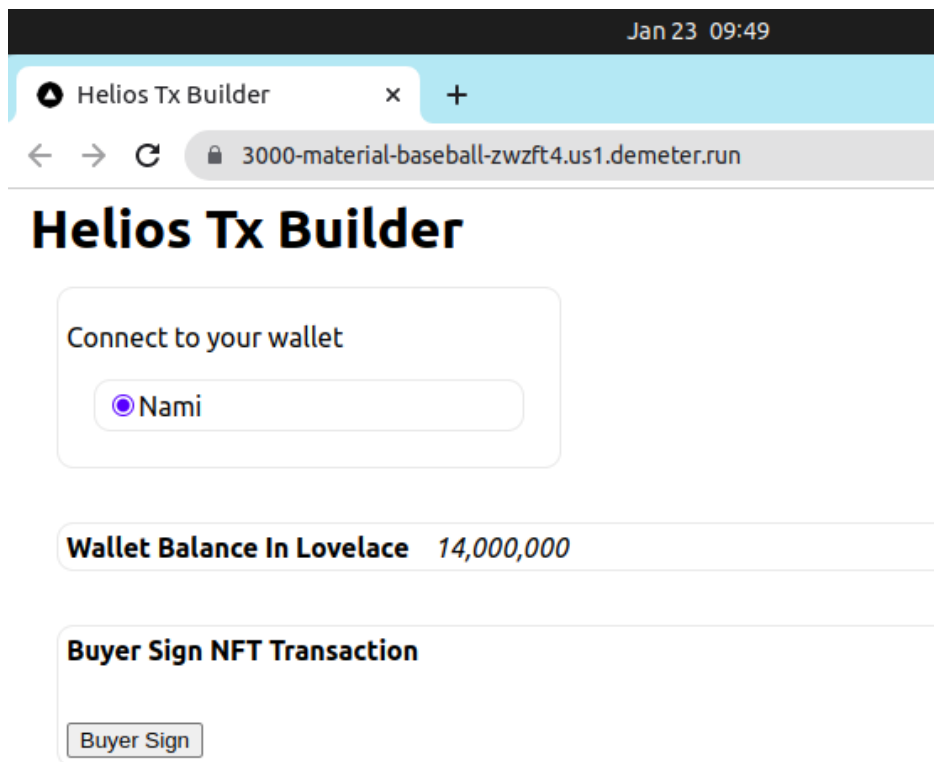 Jan 23 09:49
Helios Tx Builder
3000-material-baseball-zwzft4.us1.demeter.run
Helios Tx Builder
Connect to your wallet
Nami
Wallet Balance In Lovelace 14,000,000
Buyer Sign NFT Transaction
Buyer Sign